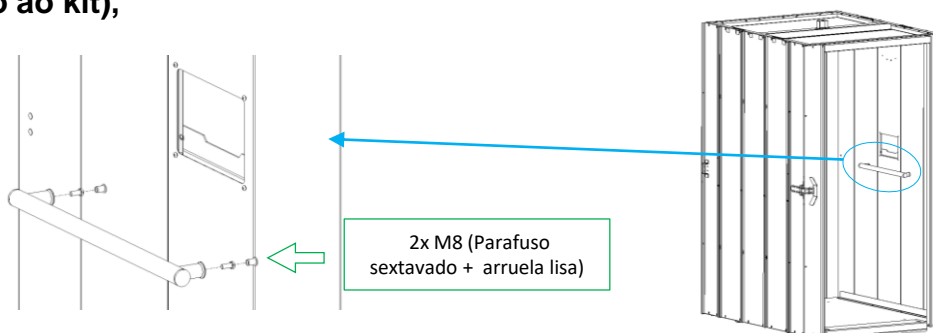 ao kit),
2x M8 (Parafuso
sextavado + arruela lisa)